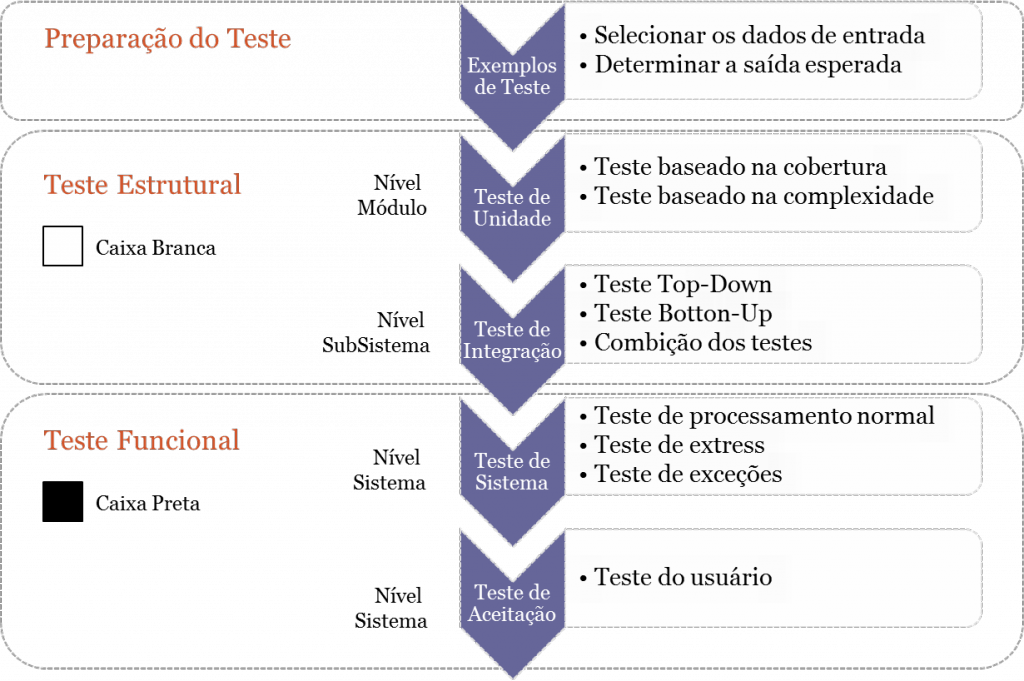 Preparação do Teste
Exemplos
de Teste
• Selecionar os dados de entrada
• Determinar a saída esperada
Teste Estrutural
Caixa Branca
Nível
Módulo
Teste de
Unidade
• Teste baseado na cobertura
• Teste baseado na complexidade
Nível
SubSistema
Teste de
Integração
• Teste Top-Down
• Teste Botton-Up
• Combição dos testes
Teste Funcional
Caixa Preta
Nível
Sistema
Teste de
Sistema
• Teste de processamento normal
• Teste de extress
• Teste de exceções
Nível
Sistema
Teste de
Aceitação
• Teste do usuário